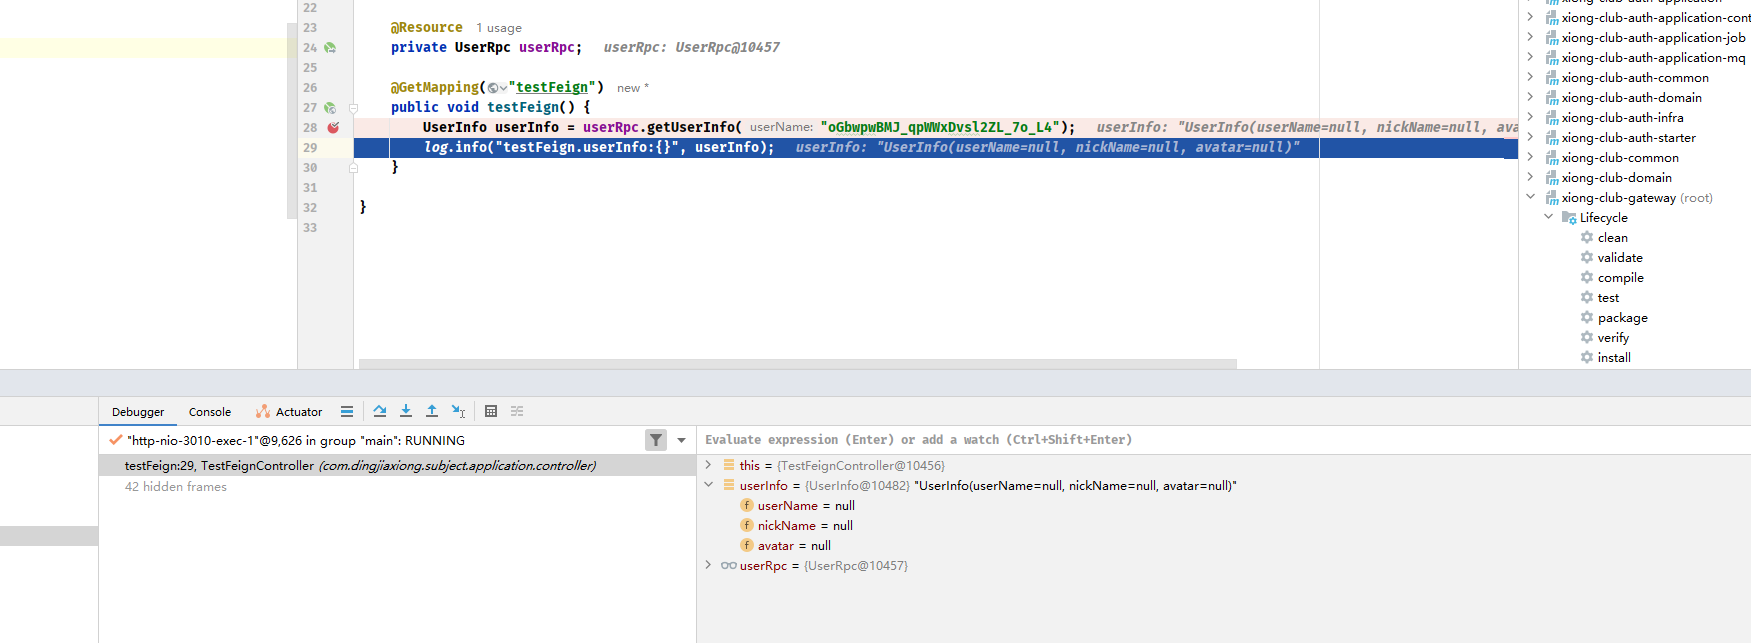 22
23 @Resource 1 usage
24 private UserRpc userRpc; userRpc: UserRpc@10457
25
26 @GetMapping("testFeign") new *
27 public void testFeign() {
28 UserInfo userInfo = userRpc.getUserInfo( userName: "oGbwpwBMJ_qpWWxDvsl2ZL_7o_L4"); userInfo: "UserInfo(userName=null, nickName=null, ava
29 log.info("testFeign.userInfo:{}", userInfo); userInfo: "UserInfo(userName=null, nickName=null, avatar=null)"
30 }
31
32 }
33
xiong-club-auth-application-cont
xiong-club-auth-application-job
xiong-club-auth-application-mq
xiong-club-auth-common
xiong-club-auth-domain
xiong-club-auth-infra
xiong-club-auth-starter
xiong-club-common
xiong-club-domain
xiong-club-gateway (root)
Lifecycle
clean
validate
compile
test
package
verify
install
Debugger Console Actuator
"http-nio-3010-exec-1"@9,626 in group "main": RUNNING
testFeign:29, TestFeignController (com.dingjiaxiong.subject.application.controller)
42 hidden frames
Evaluate expression (Enter) or add a watch (Ctrl+Shift+Enter)
this = {TestFeignController@10456}
userInfo = {UserInfo@10482} "UserInfo(userName=null, nickName=null, avatar=null)"
f userName = null
f nickName = null
f avatar = null
userRpc = {UserRpc@10457}